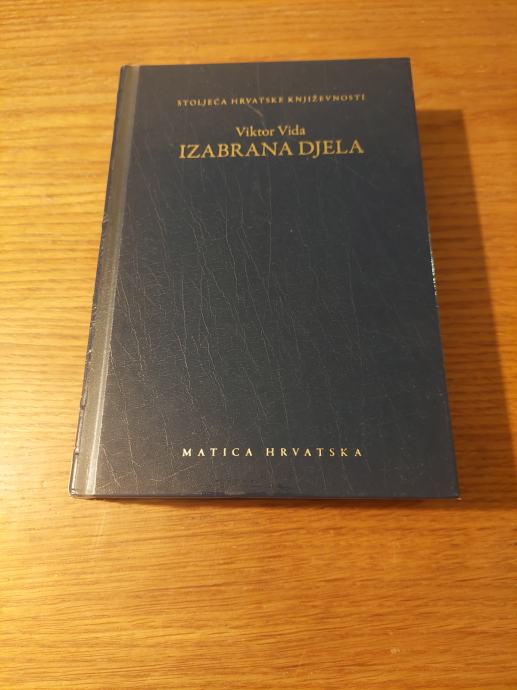 STOLJEĆA HRVATSKE KNJIŽEVNOSTI
Viktor Vida
IZABRANA DJELA
MATICA HRVATSKA